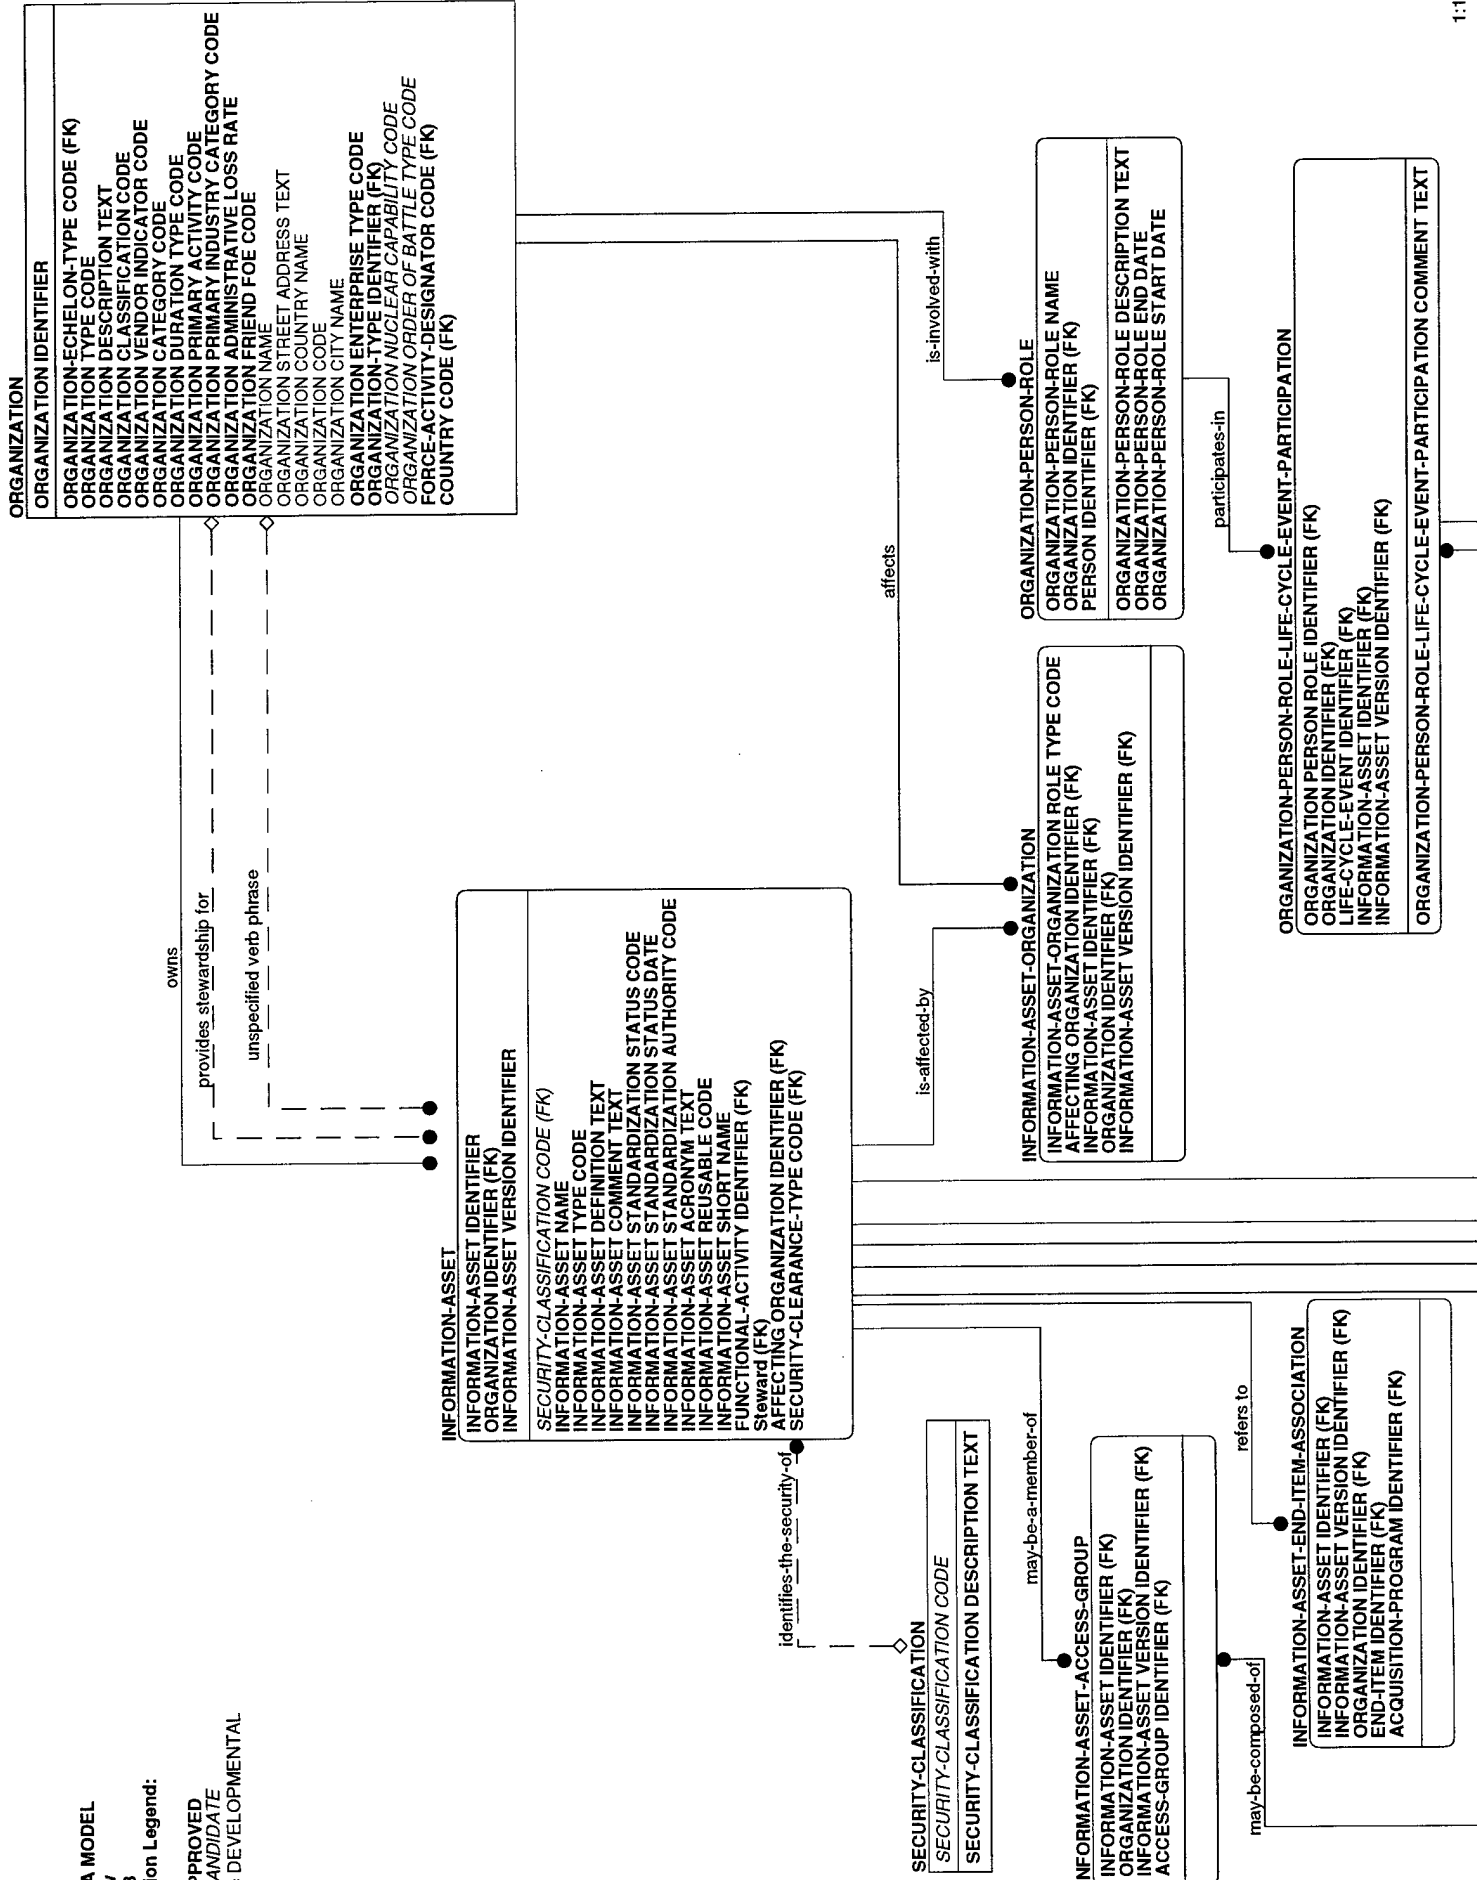 A MODEL
ion Legend:
PPROVED
ANDIDATE
DEVELOPMENTAL
ORGANIZATION
ORGANIZATION IDENTIFIER
ORGANIZATION-ECHELON-TYPE CODE (FK)
ORGANIZATION TYPE CODE
ORGANIZATION DESCRIPTION TEXT
ORGANIZATION CLASSIFICATION CODE
ORGANIZATION VENDOR INDICATOR CODE
ORGANIZATION CATEGORY CODE
ORGANIZATION DURATION TYPE CODE
ORGANIZATION PRIMARY ACTIVITY CODE
ORGANIZATION PRIMARY INDUSTRY CATEGORY CODE
ORGANIZATION ADMINISTRATIVE LOSS RATE
ORGANIZATION FRIEND FOE CODE
ORGANIZATION NAME
ORGANIZATION STREET ADDRESS TEXT
ORGANIZATION COUNTRY NAME
ORGANIZATION CODE
ORGANIZATION CITY NAME
ORGANIZATION ENTERPRISE TYPE CODE
ORGANIZATION-TYPE IDENTIFIER (FK)
ORGANIZATION NUCLEAR CAPABILITY CODE
ORGANIZATION ORDER OF BATTLE TYPE CODE
FORCE-ACTIVITY-DESIGNATOR CODE (FK)
COUNTRY CODE (FK)
owns
provides stewardship for
unspecified verb phrase
INFORMATION-ASSET
INFORMATION-ASSET IDENTIFIER
ORGANIZATION IDENTIFIER (FK)
INFORMATION-ASSET VERSION IDENTIFIER
SECURITY-CLASSIFICATION CODE (FK)
INFORMATION-ASSET NAME
INFORMATION-ASSET TYPE CODE
INFORMATION-ASSET DEFINITION TEXT
INFORMATION-ASSET COMMENT TEXT
INFORMATION-ASSET STANDARDIZATION STATUS CODE
INFORMATION-ASSET STANDARDIZATION STATUS DATE
INFORMATION-ASSET STANDARDIZATION AUTHORITY CODE
INFORMATION-ASSET ACRONYM TEXT
INFORMATION-ASSET REUSABLE CODE
INFORMATION-ASSET SHORT NAME
FUNCTIONAL-ACTIVITY IDENTIFIER (FK)
Steward (FK)
AFFECTING ORGANIZATION IDENTIFIER (FK)
SECURITY-CLEARANCE-TYPE CODE (FK)
identifies-the-security-of
SECURITY-CLASSIFICATION
SECURITY-CLASSIFICATION CODE
SECURITY-CLASSIFICATION DESCRIPTION TEXT
is-affected-by
affects
is-involved-with
INFORMATION-ASSET-ORGANIZATION
INFORMATION-ASSET-ORGANIZATION ROLE TYPE CODE
AFFECTING ORGANIZATION IDENTIFIER (FK)
INFORMATION-ASSET IDENTIFIER (FK)
ORGANIZATION IDENTIFIER (FK)
INFORMATION-ASSET VERSION IDENTIFIER (FK)
ORGANIZATION-PERSON-ROLE
ORGANIZATION-PERSON-ROLE NAME
ORGANIZATION IDENTIFIER (FK)
PERSON IDENTIFIER (FK)
ORGANIZATION-PERSON-ROLE DESCRIPTION TEXT
ORGANIZATION-PERSON-ROLE END DATE
ORGANIZATION-PERSON-ROLE START DATE
participates-in
may-be-a-member-of
NFORMATION-ASSET-ACCESS-GROUP
INFORMATION-ASSET IDENTIFIER (FK)
ORGANIZATION IDENTIFIER (FK)
INFORMATION-ASSET VERSION IDENTIFIER (FK)
ACCESS-GROUP IDENTIFIER (FK)
may-be-composed-of
refers to
INFORMATION-ASSET-END-ITEM-ASSOCIATION
INFORMATION-ASSET IDENTIFIER (FK)
INFORMATION-ASSET VERSION IDENTIFIER (FK)
ORGANIZATION IDENTIFIER (FK)
END-ITEM IDENTIFIER (FK)
ACQUISITION-PROGRAM IDENTIFIER (FK)
ORGANIZATION-PERSON-ROLE-LIFE-CYCLE-EVENT-PARTICIPATION
ORGANIZATION PERSON ROLE IDENTIFIER (FK)
ORGANIZATION IDENTIFIER (FK)
LIFE-CYCLE-EVENT IDENTIFIER (FK)
INFORMATION-ASSET IDENTIFIER (FK)
INFORMATION-ASSET VERSION IDENTIFIER (FK)
ORGANIZATION-PERSON-ROLE-LIFE-CYCLE-EVENT-PARTICIPATION COMMENT TEXT
1:1